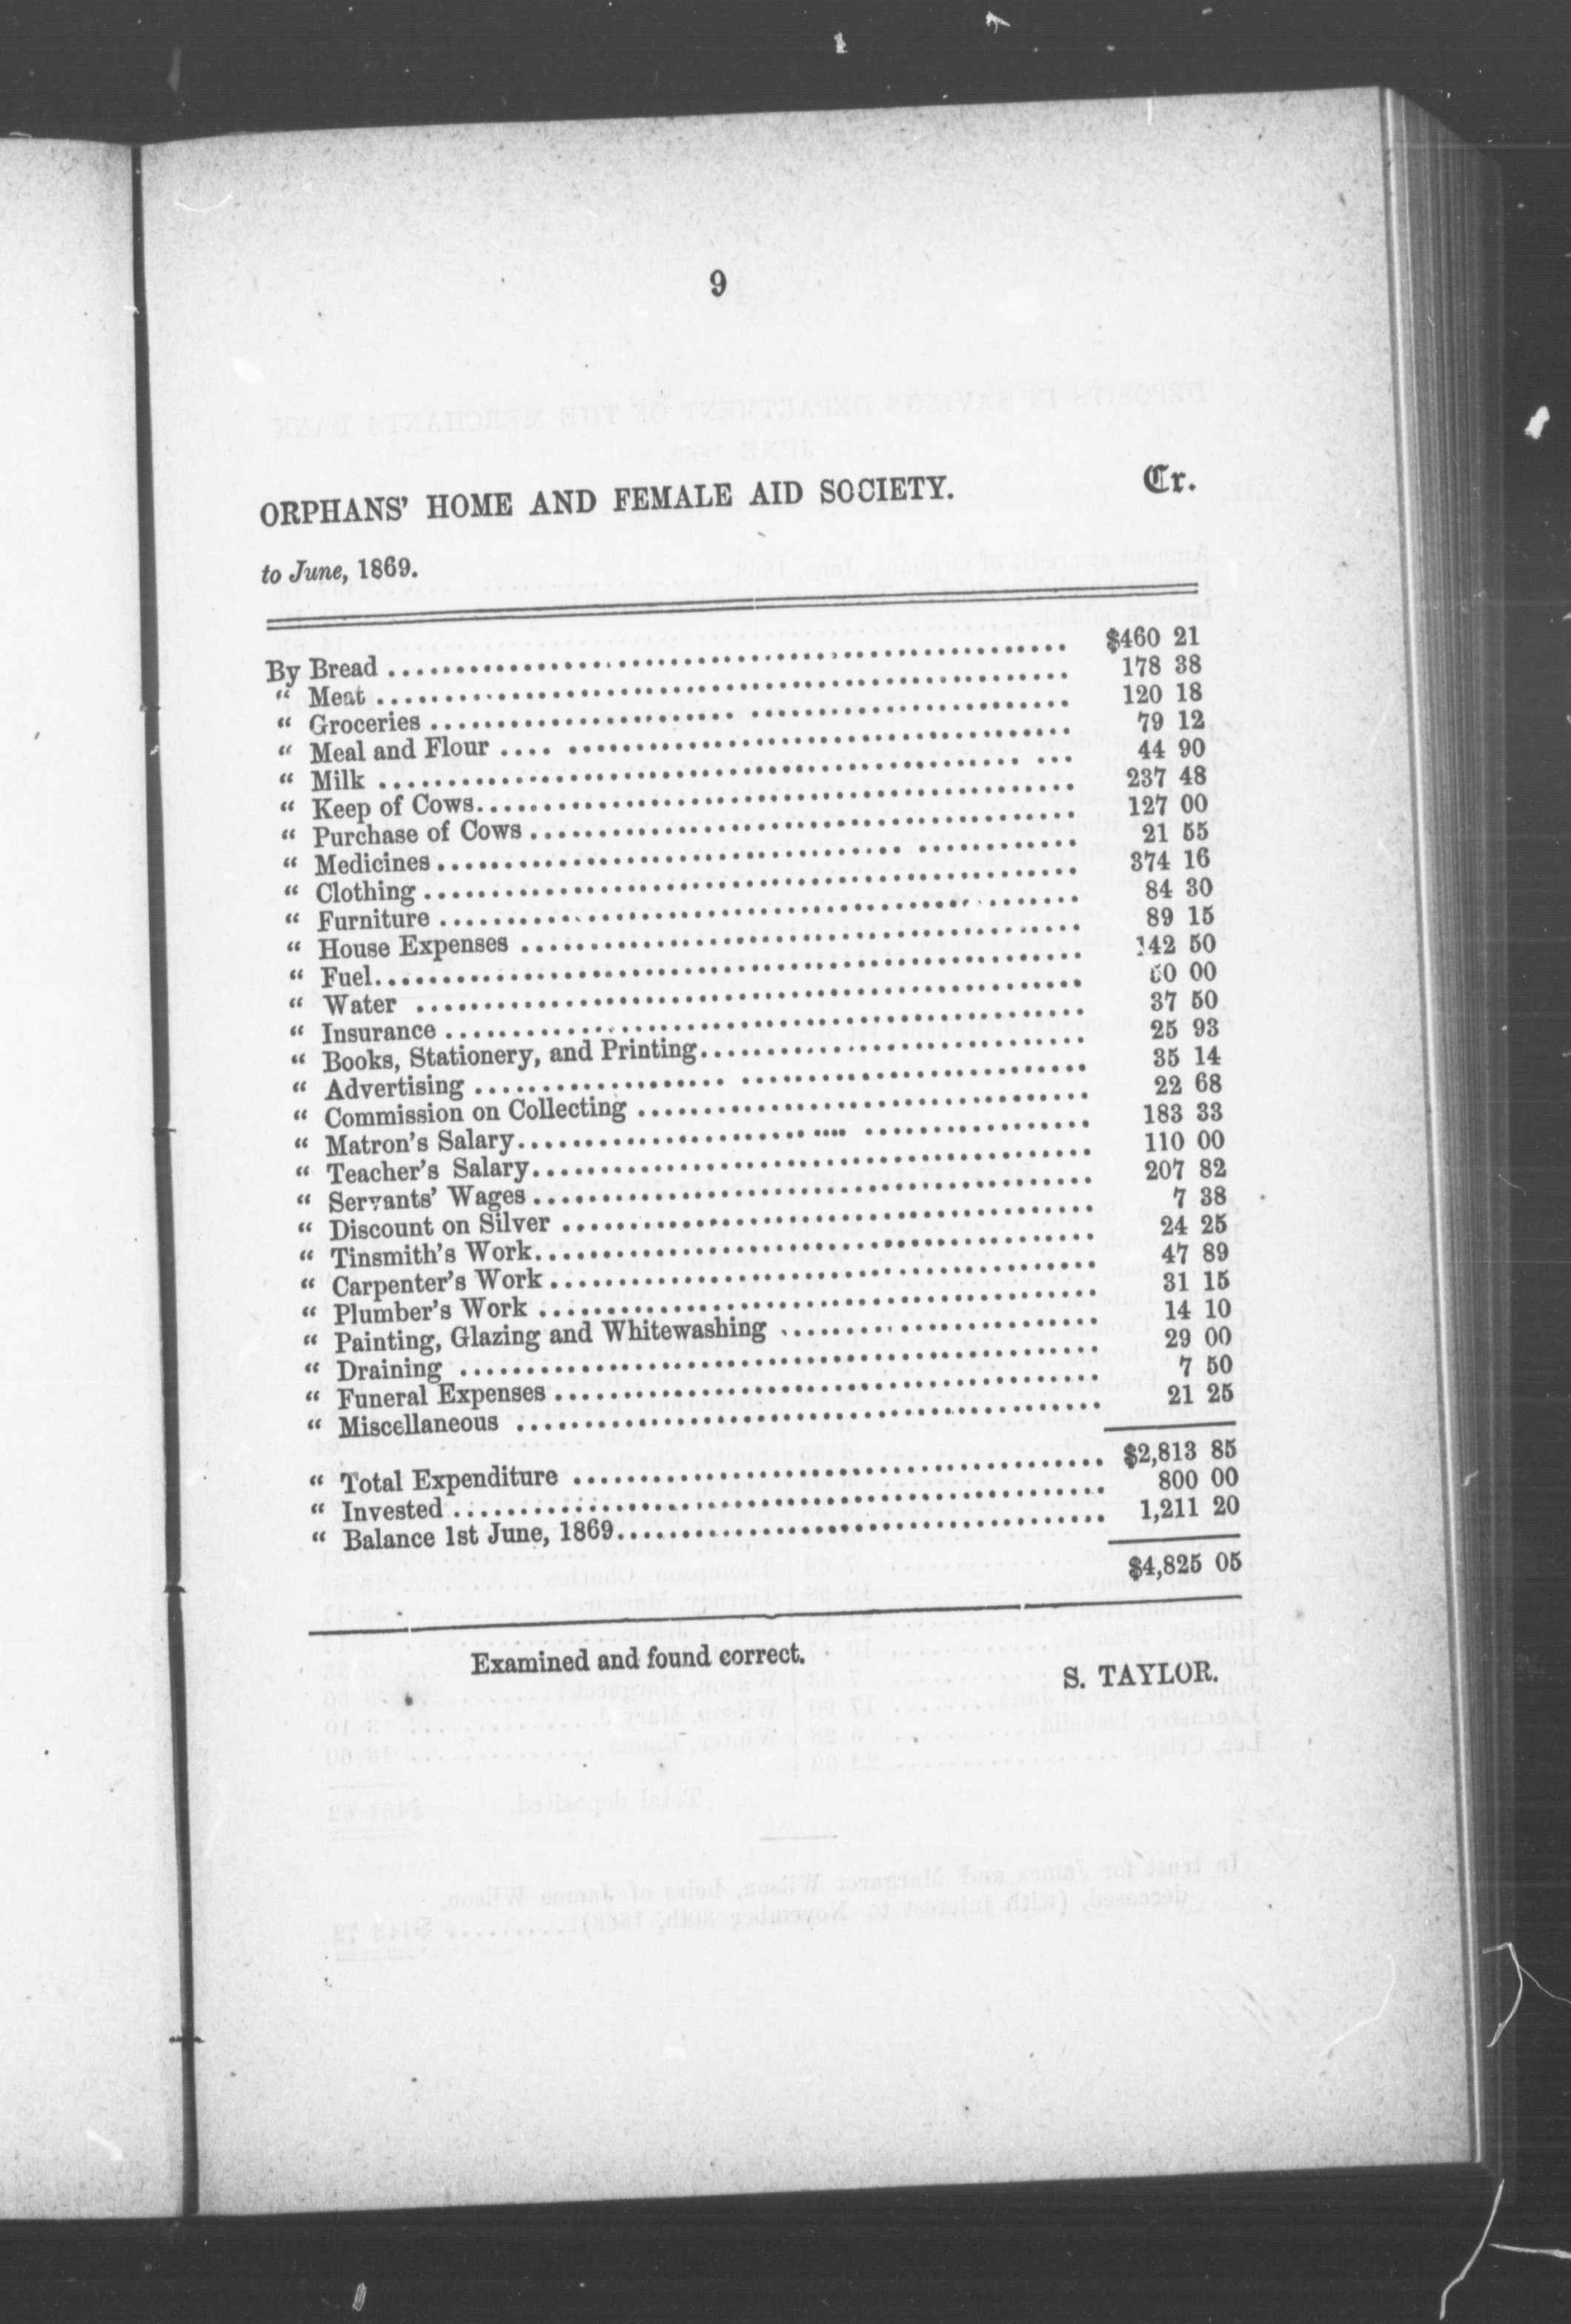 9
ORPHANS' HOME AND FEMALE AID SOCIETY. Cr.
to June, 1869.
By Bread ........ $460 21
“ Meat ........ 178 38
“ Groceries ........ 120 18
“ Meal and Flour ........ 79 12
“ Milk ........ 44 90
“ Keep of Cows ........ 237 48
“ Purchase of Cows ........ 127 00
“ Medicines ........ 21 55
“ Clothing ........ 374 16
“ Furniture ........ 84 30
“ House Expenses ........ 89 15
“ Fuel ........ 142 50
“ Water ........ 50 00
“ Insurance ........ 37 50
“ Books, Stationery, and Printing ........ 25 93
“ Advertising ........ 35 14
“ Commission on Collecting ........ 22 68
“ Matron's Salary ........ 183 33
“ Teacher's Salary ........ 110 00
“ Servants' Wages ........ 207 82
“ Discount on Silver ........ 7 38
“ Tinsmith's Work ........ 24 25
“ Carpenter's Work ........ 47 89
“ Plumber's Work ........ 31 15
“ Painting, Glazing and Whitewashing ........ 14 10
“ Draining ........ 29 00
“ Funeral Expenses ........ 7 50
“ Miscellaneous ........ 21 25
“ Total Expenditure ........ $2,813 85
“ Invested ........ 800 00
“ Balance 1st June, 1869 ........ 1,211 20
$4,825 05
Examined and found correct.
S. TAYLOR.